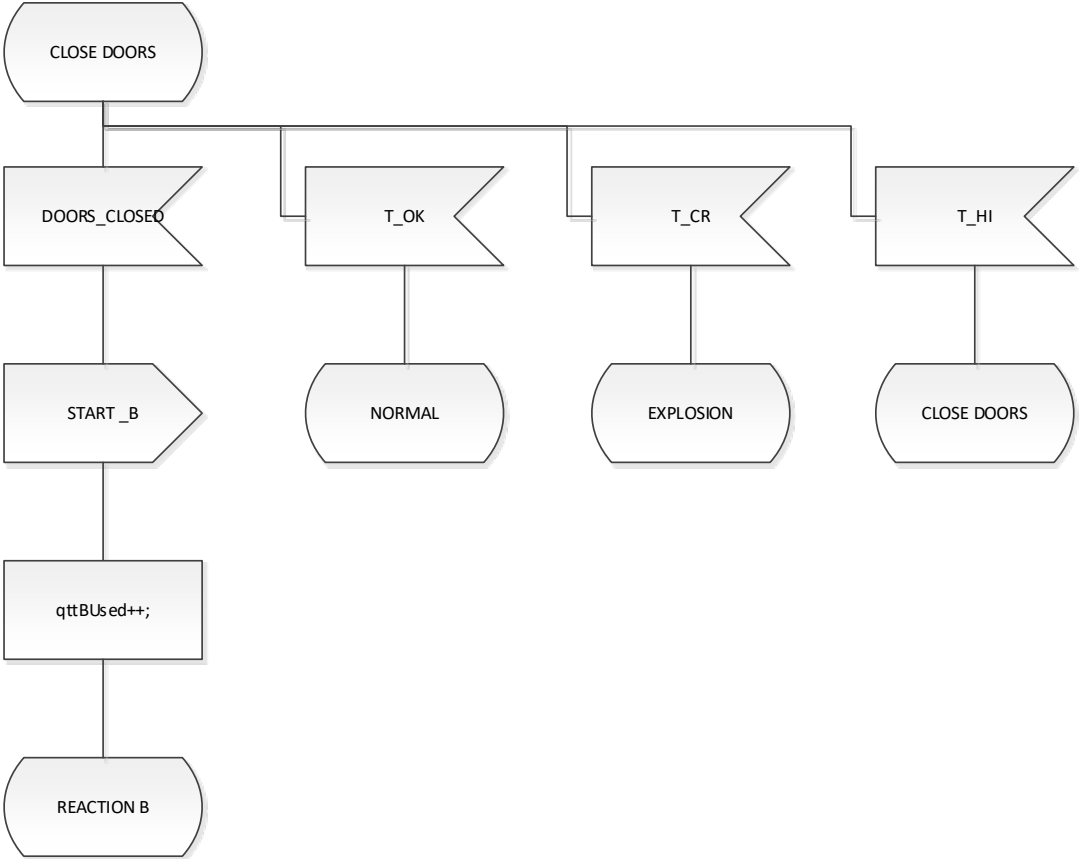 CLOSE DOORS
DOORS_CLOSED
T_OK
T_CR
T_HI
START _B
NORMAL
EXPLOSION
CLOSE DOORS
qttBUsed++;
REACTION B